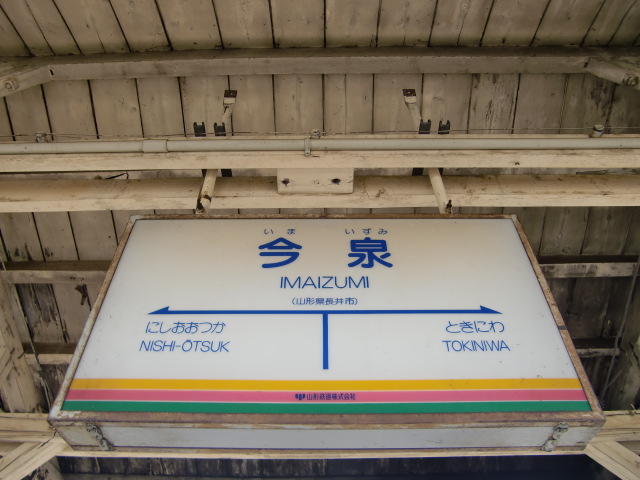 いま いずみ
今泉
IMAIZUMI
(山形県長井市)
にしおおつか
NISHI-ŌTSUK
ときにわ
TOKINIWA
山形鉄道株式会社